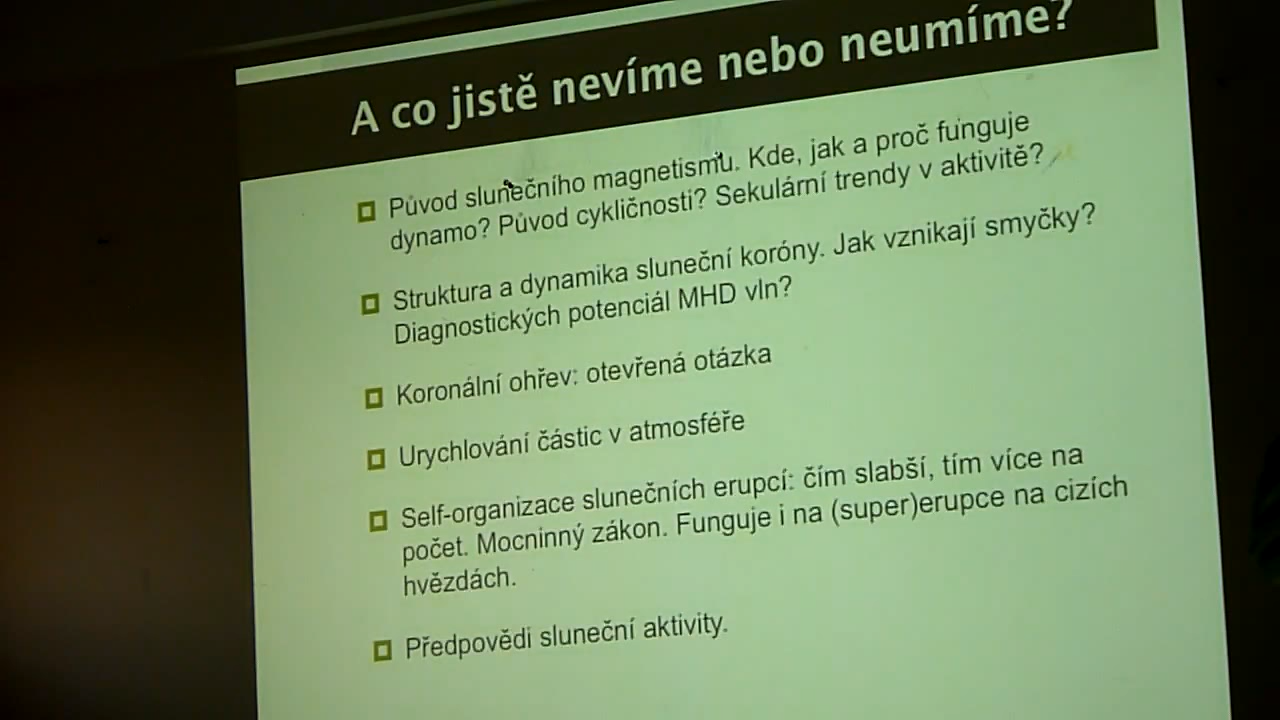 A co jistě nevíme nebo neumíme?
Původ slunečního magnetismu. Kde, jak a proč funguje
dynamo? Původ cykličnosti? Sekulární trendy v aktivitě?
Struktura a dynamika sluneční koróny. Jak vznikají smyčky?
Diagnostických potenciál MHD vln?
Koronální ohřev: otevřená otázka
Urychlování částic v atmosféře
Self-organizace slunečních erupcí: čím slabší, tím více na
počet. Mocninný zákon. Funguje i na (super)erupce na cizích
hvězdách.
Předpovědi sluneční aktivity.